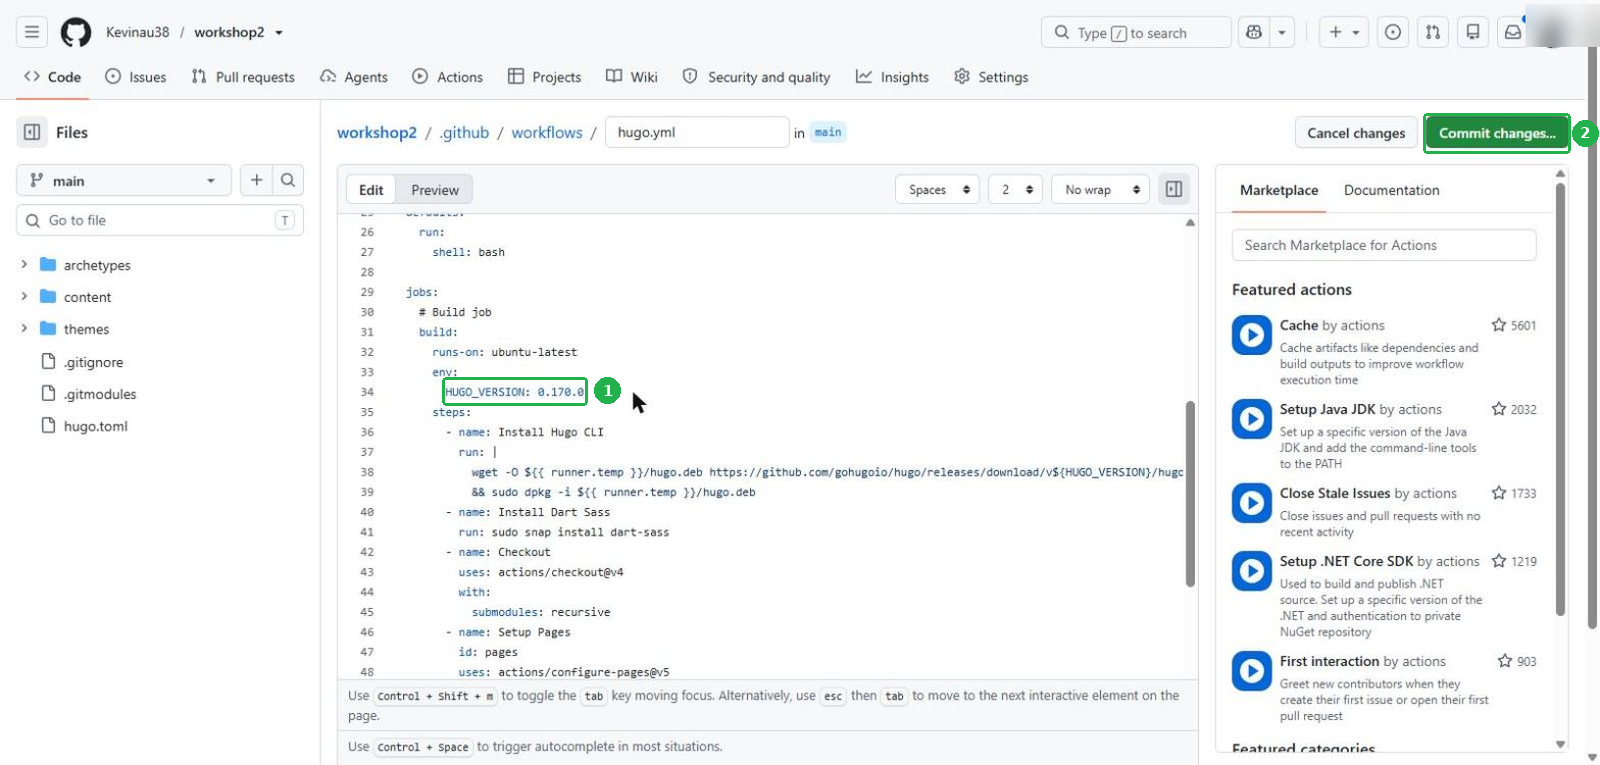 Kevinau38 / workshop2
Type / to search
Code
Issues
Pull requests
Agents
Actions
Projects
Wiki
Security and quality
Insights
Settings
Files
main
Go to file
T
archetypes
content
themes
.gitignore
.gitmodules
hugo.toml
workshop2 / .github / workflows / hugo.yml in main
Cancel changes
Commit changes...
2
Edit
Preview
Spaces
2
No wrap
26 run:
27 shell: bash
28
29 jobs:
30 # Build job
31 build:
32 runs-on: ubuntu-latest
33 env:
34 HUGO_VERSION: 0.170.0
1
35 steps:
36 - name: Install Hugo CLI
37 run: |
38 wget -O ${{ runner.temp }}/hugo.deb https://github.com/gohugoio/hugo/releases/download/v${HUGO_VERSION}/hugo
39 && sudo dpkg -i ${{ runner.temp }}/hugo.deb
40 - name: Install Dart Sass
41 run: sudo snap install dart-sass
42 - name: Checkout
43 uses: actions/checkout@v4
44 with:
45 submodules: recursive
46 - name: Setup Pages
47 id: pages
48 uses: actions/configure-pages@v5
Use Control + Shift + m to toggle the tab key moving focus. Alternatively, use esc then tab to move to the next interactive element on the
page.
Use Control + Space to trigger autocomplete in most situations.
Marketplace
Documentation
Search Marketplace for Actions
Featured actions
Cache by actions
5601
Cache artifacts like dependencies and
build outputs to improve workflow
execution time
Setup Java JDK by actions
2032
Set up a specific version of the Java
JDK and add the command-line tools
to the PATH
Close Stale Issues by actions
1733
Close issues and pull requests with no
recent activity
Setup .NET Core SDK by actions
1219
Used to build and publish .NET
source. Set up a specific version of the
.NET and authentication to private
NuGet repository
First interaction by actions
903
Greet new contributors when they
create their first issue or open their first
pull request
Featured categories